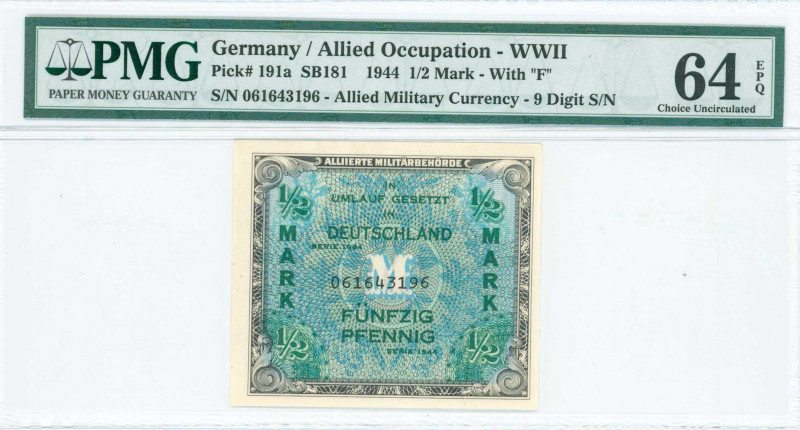 PMG
PAPER MONEY GUARANTY
Germany / Allied Occupation - WWII
Pick# 191a SB181 1944 1/2 Mark - With "F"
S/N 061643196 - Allied Military Currency - 9 Digit S/N
64 EPQ
Choice Uncirculated
ALLIIERTE MILITÄRBEHÖRDE
1/2 1/2
IN
UMLAUF GESETZT
IN
DEUTSCHLAND
SERIE 1944
MARK MARK
M
061643196
FÜNFZIG
PFENNIG
SERIE 1944
1/2 1/2